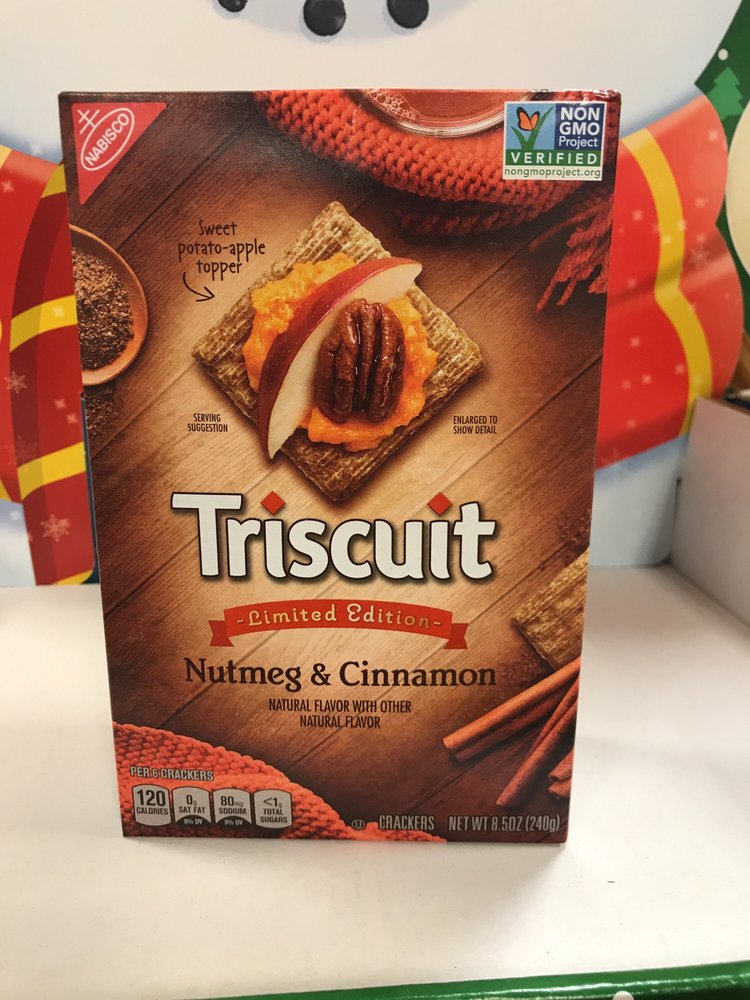 NABISCO
NON
GMO
Project
VERIFIED
nongmoproject.org
Sweet
potato-apple
topper
SERVING
SUGGESTION
ENLARGED TO
SHOW DETAIL
Triscuit
~Limited Edition~
Nutmeg & Cinnamon
NATURAL FLAVOR WITH OTHER
NATURAL FLAVOR
PER 6 CRACKERS
120
CALORIES
0g
SAT FAT
0% DV
80mg
SODIUM
3% DV
<1g
TOTAL
SUGARS
U CRACKERS NET WT 8.5OZ (240g)